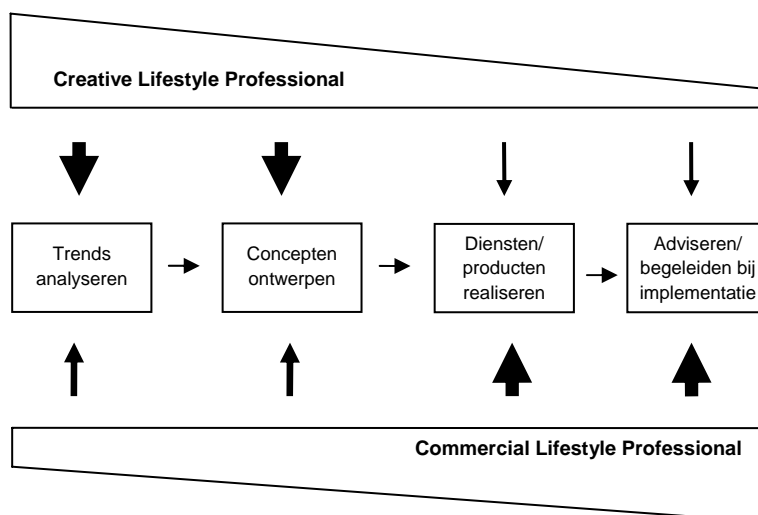 Creative Lifestyle Professional
Trends
analyseren
Concepten
ontwerpen
Diensten/
producten
realiseren
Adviseren/
begeleiden bij
implementatie
Commercial Lifestyle Professional